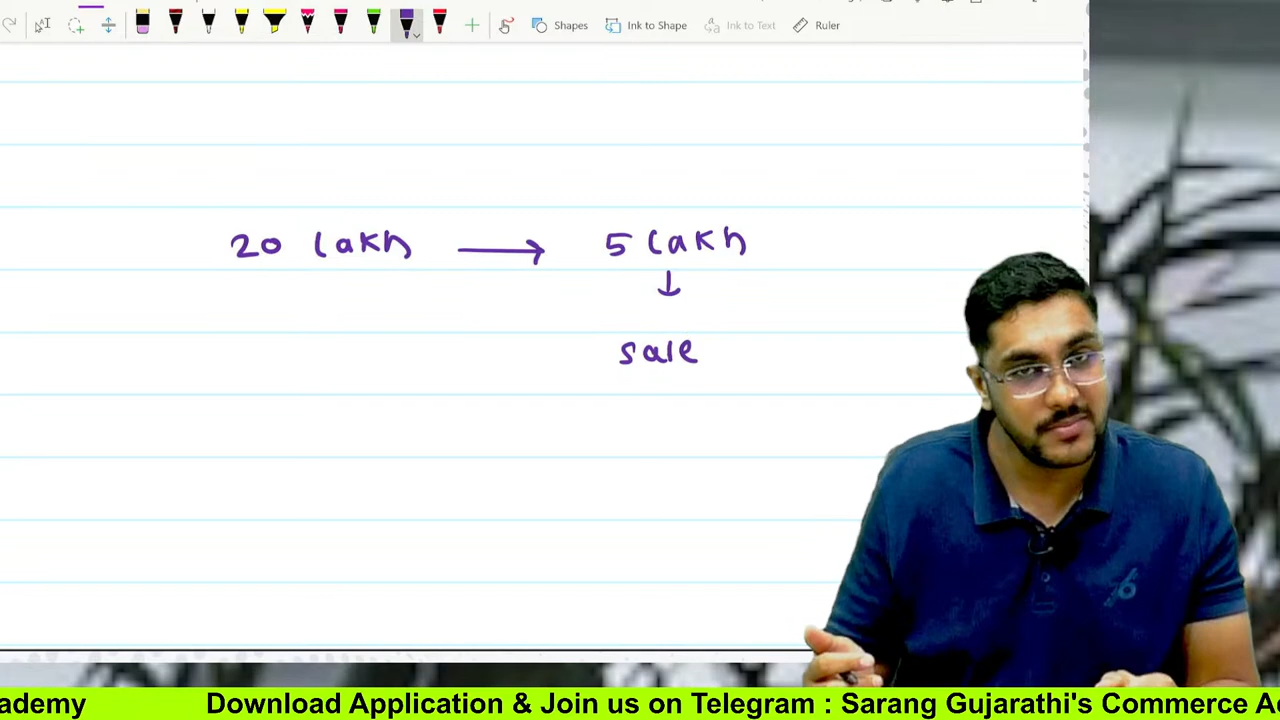 Shapes Ink to Shape Ink to Text Ruler
20 lakh → 5 lakh
↓
sale
ademy Download Application & Join us on Telegram : Sarang Gujarathi's Commerce Ac